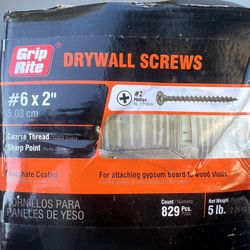 Grip
Rite
DRYWALL SCREWS
#6 x 2"
5,08 cm
#2
Phillips
Coarse Thread
Sharp Point
Phosphate Coated
For attaching gypsum board to wood studs
TORNILLOS PARA
PANELES DE YESO
Count / Número:
829 Pcs.
Net Weight
5 lb.